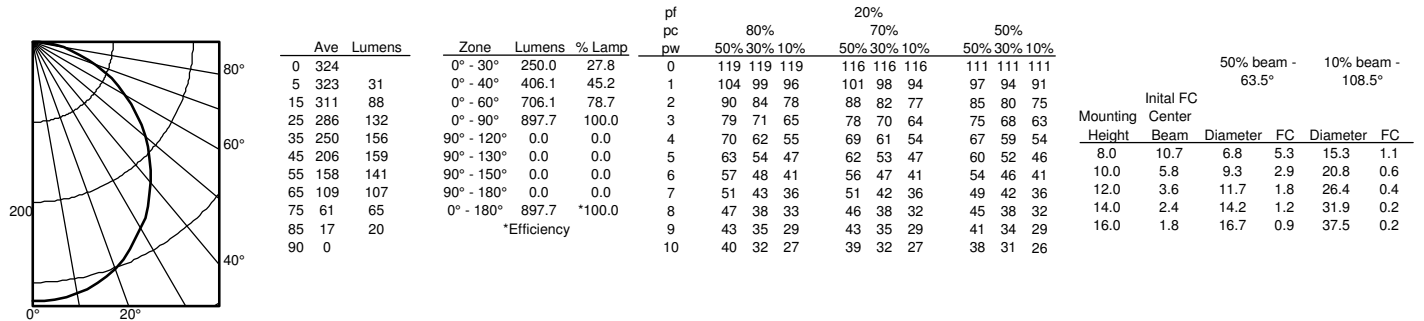 80°
60°
200
40°
0° 20°
Ave Lumens
0 324
5 323 31
15 311 88
25 286 132
35 250 156
45 206 159
55 158 141
65 109 107
75 61 65
85 17 20
90 0
Zone Lumens % Lamp
0° - 30° 250.0 27.8
0° - 40° 406.1 45.2
0° - 60° 706.1 78.7
0° - 90° 897.7 100.0
90° - 120° 0.0 0.0
90° - 130° 0.0 0.0
90° - 150° 0.0 0.0
90° - 180° 0.0 0.0
0° - 180° 897.7 *100.0
*Efficiency
pf 20%
pc 80% 70% 50%
pw 50% 30% 10% 50% 30% 10% 50% 30% 10%
0 119 119 119 116 116 116 111 111 111
1 104 99 96 101 98 94 97 94 91
2 90 84 78 88 82 77 85 80 75
3 79 71 65 78 70 64 75 68 63
4 70 62 55 69 61 54 67 59 54
5 63 54 47 62 53 47 60 52 46
6 57 48 41 56 47 41 54 46 41
7 51 43 36 51 42 36 49 42 36
8 47 38 33 46 38 32 45 38 32
9 43 35 29 43 35 29 41 34 29
10 40 32 27 39 32 27 38 31 26
50% beam - 10% beam -
63.5° 108.5°
Inital FC
Mounting Center
Height Beam Diameter FC Diameter FC
8.0 10.7 6.8 5.3 15.3 1.1
10.0 5.8 9.3 2.9 20.8 0.6
12.0 3.6 11.7 1.8 26.4 0.4
14.0 2.4 14.2 1.2 31.9 0.2
16.0 1.8 16.7 0.9 37.5 0.2